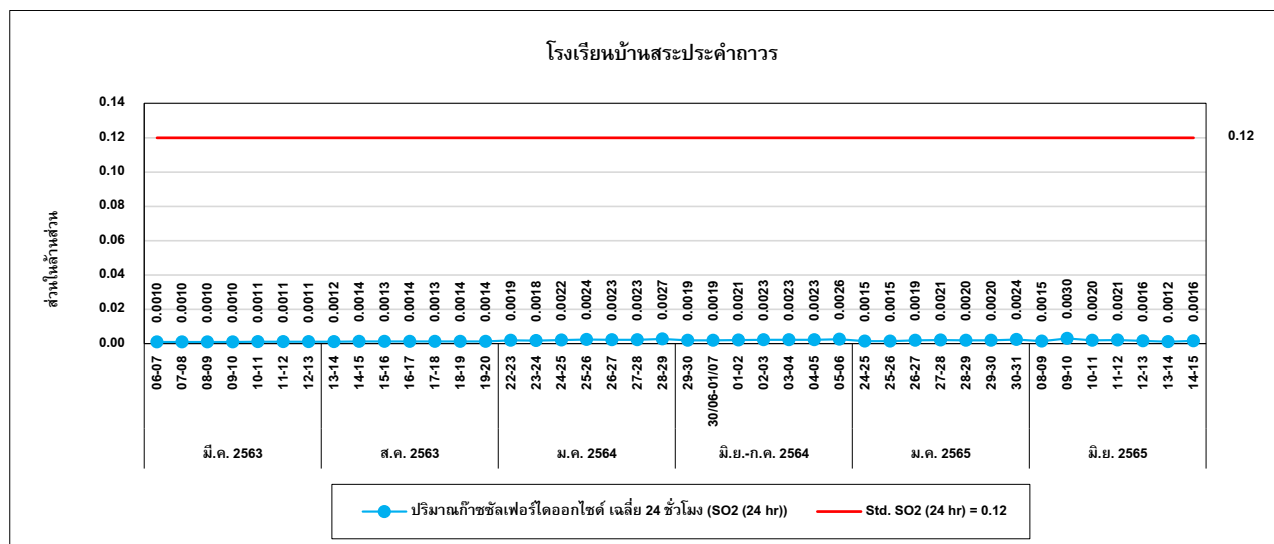 โรงเรียนบ้านสระประคำถาวร
ส่วนในล้านส่วน
0.14
0.12
0.10
0.08
0.06
0.04
0.02
0.00
0.12
0.0010 0.0010 0.0010 0.0010 0.0011 0.0011 0.0011 0.0012 0.0014 0.0013 0.0014 0.0013 0.0014 0.0014 0.0019 0.0018 0.0022 0.0024 0.0023 0.0023 0.0027 0.0019 0.0019 0.0021 0.0023 0.0023 0.0023 0.0026 0.0015 0.0015 0.0019 0.0021 0.0020 0.0020 0.0024 0.0015 0.0030 0.0020 0.0021 0.0016 0.0012 0.0016
06-07 07-08 08-09 09-10 10-11 11-12 12-13 13-14 14-15 15-16 16-17 17-18 18-19 19-20 22-23 23-24 24-25 25-26 26-27 27-28 28-29 29-30 30/06-01/07 01-02 02-03 03-04 04-05 05-06 24-25 25-26 26-27 27-28 28-29 29-30 30-31 08-09 09-10 10-11 11-12 12-13 13-14 14-15
มี.ค. 2563 ส.ค. 2563 ม.ค. 2564 มิ.ย.-ก.ค. 2564 ม.ค. 2565 มิ.ย. 2565
ปริมาณก๊าซซัลเฟอร์ไดออกไซด์ เฉลี่ย 24 ชั่วโมง (SO2 (24 hr)) Std. SO2 (24 hr) = 0.12